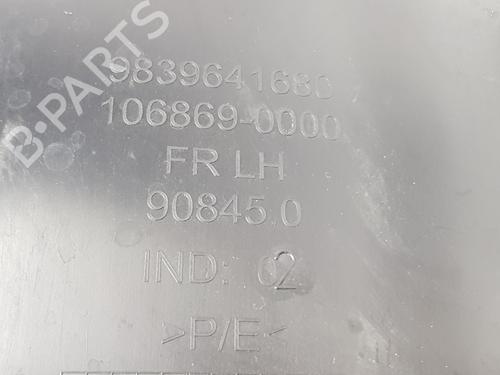 B-PARTS
9839641680
106869-0000
FR LH
90845.0
IND: 02
>P/E<